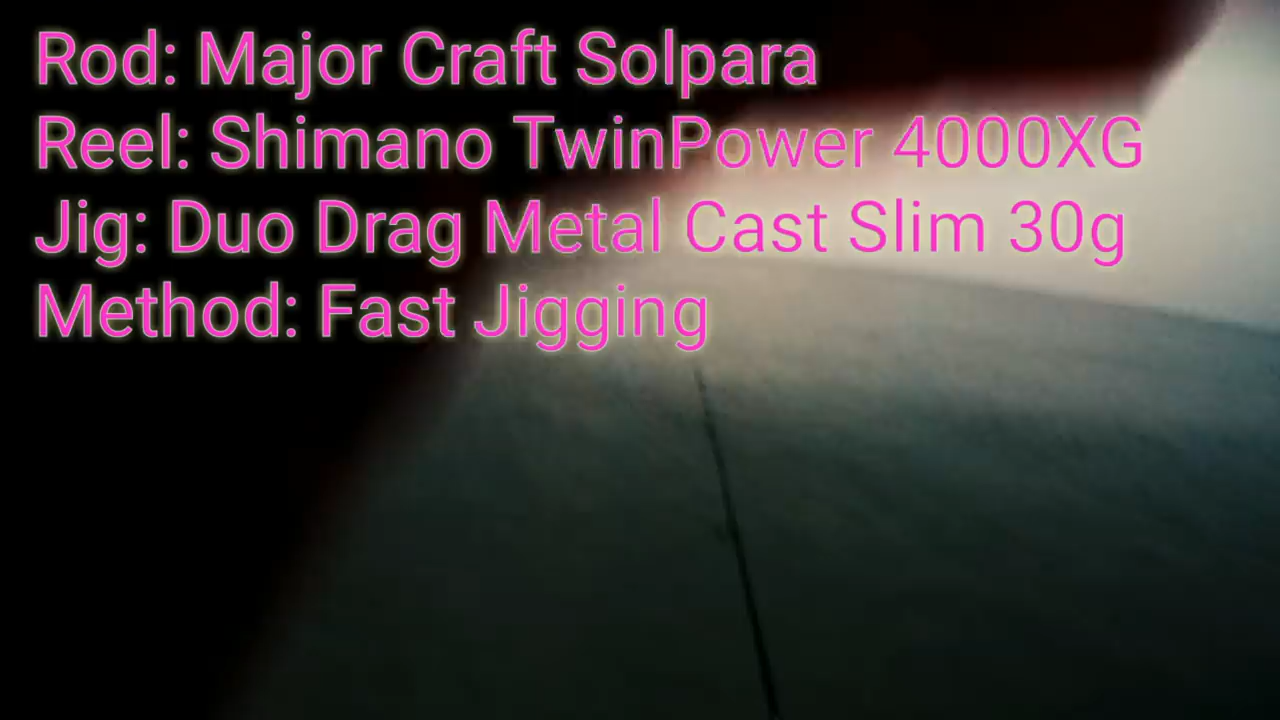 Rod: Major Craft Solpara
Reel: Shimano TwinPower 4000XG
Jig: Duo Drag Metal Cast Slim 30g
Method: Fast Jigging